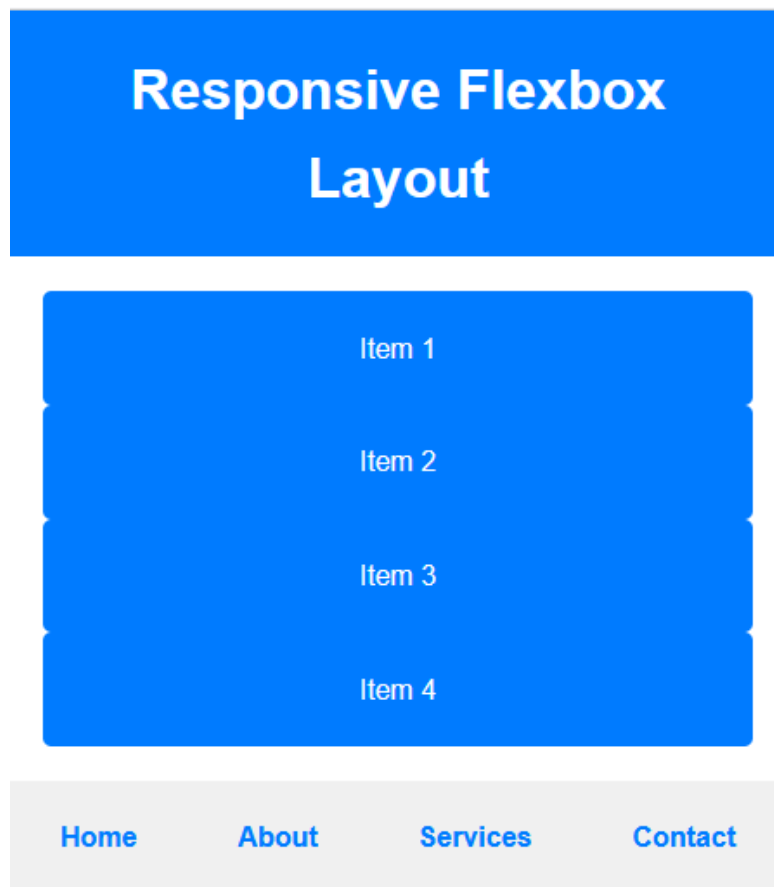 Responsive Flexbox
Layout
Item 1
Item 2
Item 3
Item 4
Home About Services Contact